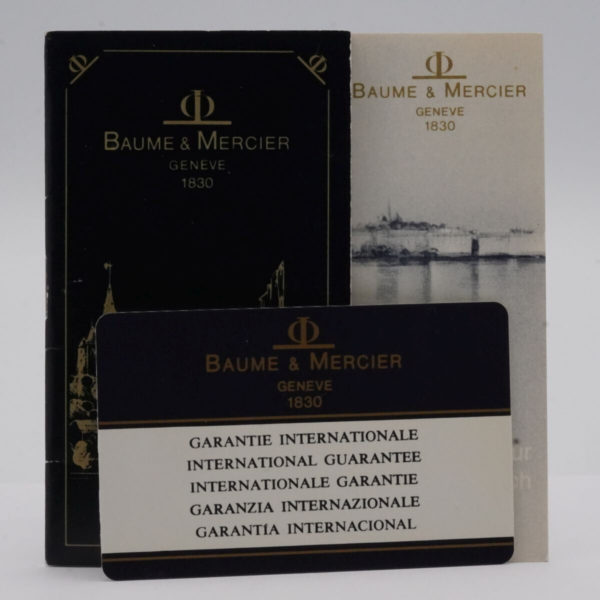 BAUME & MERCIER
GENEVE
1830
BAUME & MERCIER
GENEVE
1830
BAUME & MERCIER
GENEVE
1830
GARANTIE INTERNATIONALE
INTERNATIONAL GUARANTEE
INTERNATIONALE GARANTIE
GARANZIA INTERNAZIONALE
GARANTÍA INTERNACIONAL